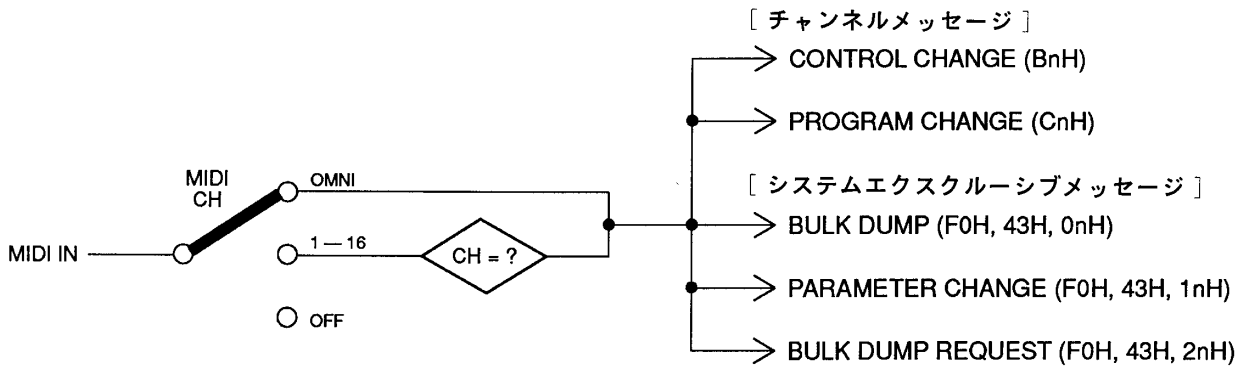 [ チャンネルメッセージ ]
CONTROL CHANGE (BnH)
PROGRAM CHANGE (CnH)
[ システムエクスクルーシブメッセージ ]
BULK DUMP (F0H, 43H, 0nH)
PARAMETER CHANGE (F0H, 43H, 1nH)
BULK DUMP REQUEST (F0H, 43H, 2nH)
MIDI
CH
OMNI
MIDI IN
1 — 16
CH = ?
OFF